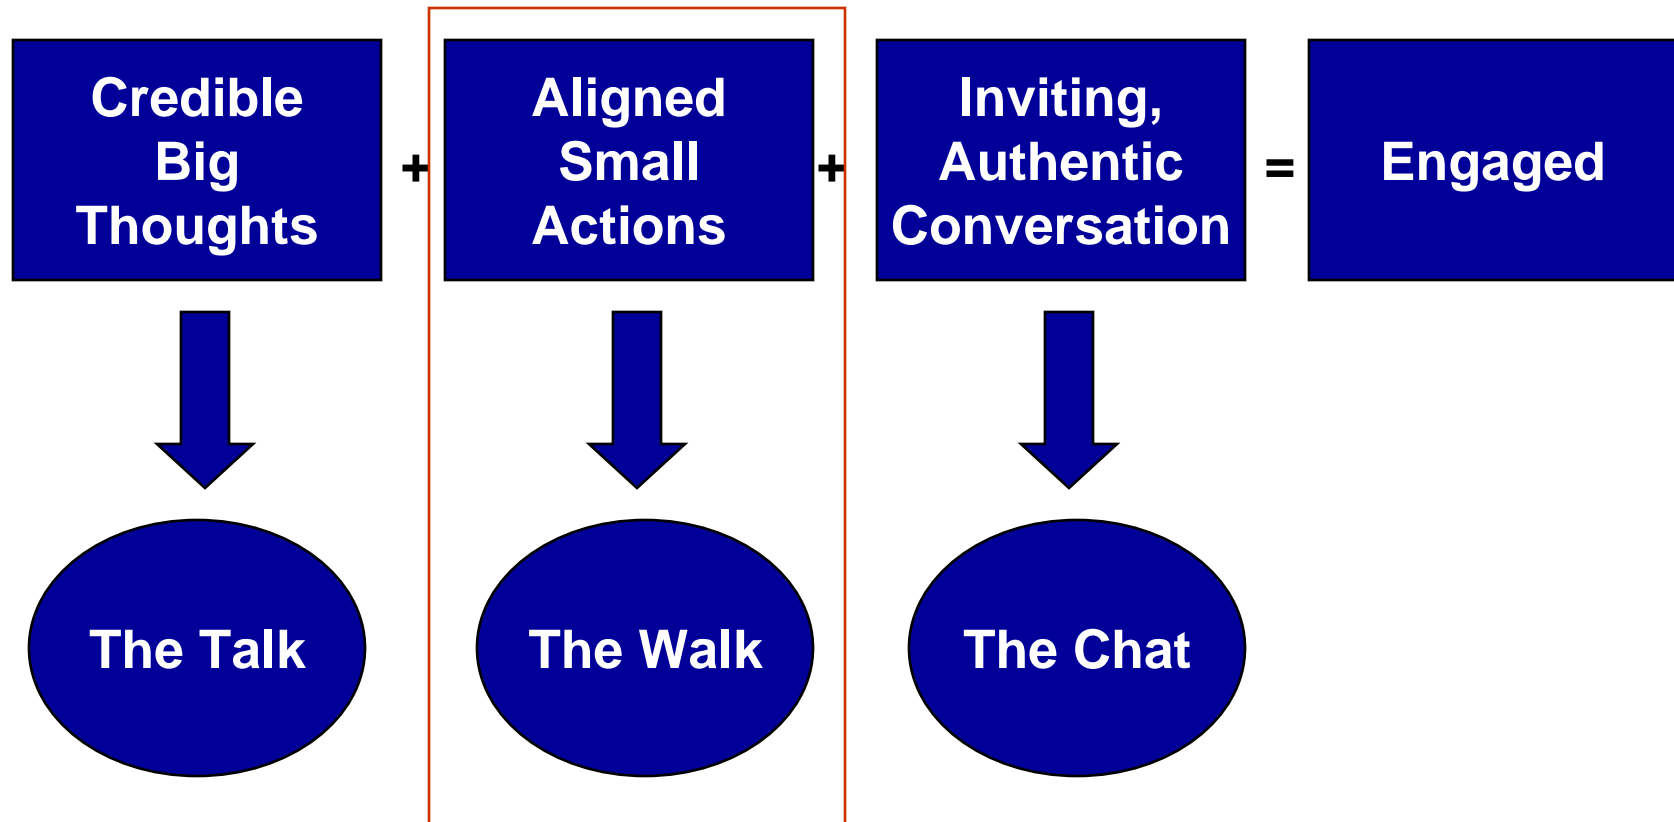 Credible
Big
Thoughts
+
Aligned
Small
Actions
+
Inviting,
Authentic
Conversation
=
Engaged
The Talk
The Walk
The Chat